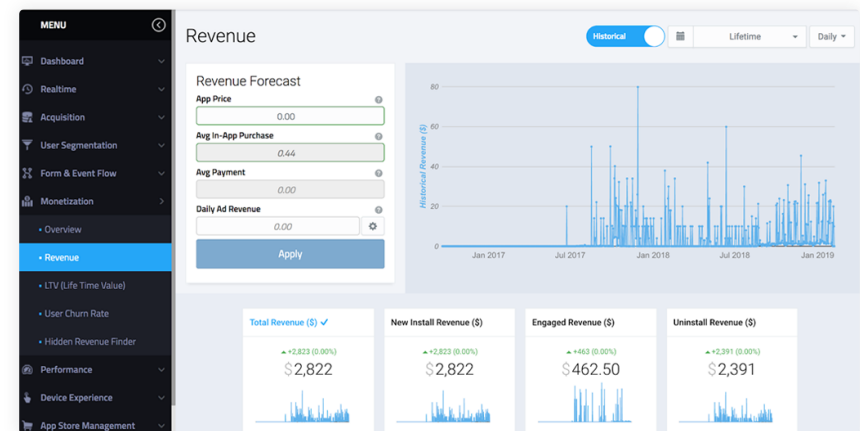 MENU
Dashboard
Realtime
Acquisition
User Segmentation
Form & Event Flow
Monetization
• Overview
• Revenue
• LTV (Life Time Value)
• User Churn Rate
• Hidden Revenue Finder
Performance
Device Experience
App Store Management
Revenue
Historical
Lifetime
Daily
Revenue Forecast
App Price
0.00
Avg In-App Purchase
0.44
Avg Payment
0.00
Daily Ad Revenue
0.00
Apply
Historical Revenue ($)
80
60
40
20
0
Jan 2017 Jul 2017 Jan 2018 Jul 2018 Jan 2019
Total Revenue ($)
+2,823 (0.00%)
$2,822
New Install Revenue ($)
+2,823 (0.00%)
$2,822
Engaged Revenue ($)
+463 (0.00%)
$462.50
Uninstall Revenue ($)
+2,391 (0.00%)
$2,391